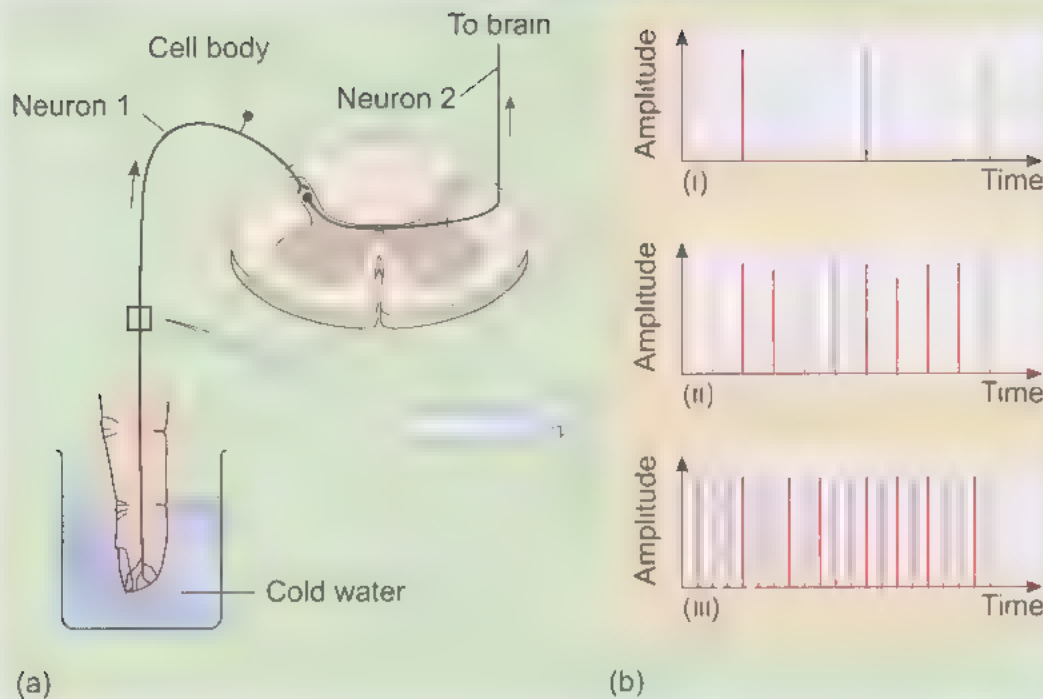 To brain
Cell body
Neuron 1
Neuron 2
Cold water
(a)
Amplitude
(i)
Time
Amplitude
(ii)
Time
Amplitude
(iii)
Time
(b)